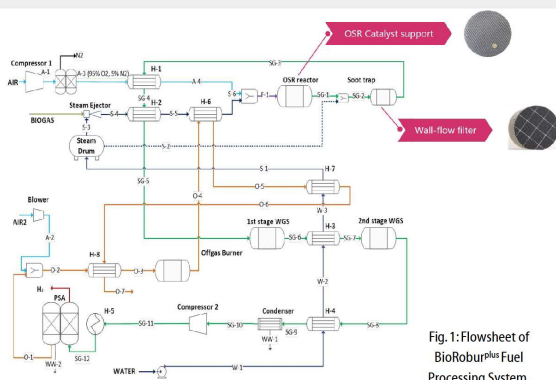 OSR Catalyst support
N2
Compressor 1
SG-3
A-1
A-3 (95% O2, 5% N2)
H-1
A-4
OSR reactor
Soot trap
AIR
SG-4
S-6
F-1
SG-1
SG-2
Steam Ejector
H-2
H-6
BIOGAS
S-4
S-5
Wall-flow filter
S-3
Steam
Drum
S-2
S-1
H-7
SG-5
O-5
O-4
O-6
Blower
W-3
1st stage WGS
2nd stage WGS
AIR2
H-3
A-2
SG-6
SG-7
H-8
Offgas Burner
O-2
O-3
W-2
O-7
H2
PSA
H-5
Compressor 2
Condenser
H-4
SG-11
SG-10
SG-9
SG-8
Fig. 1: Flowsheet of
BioRoburplus Fuel
Processing System
WW-1
O-1
SG-12
WW-2
WATER
W-1